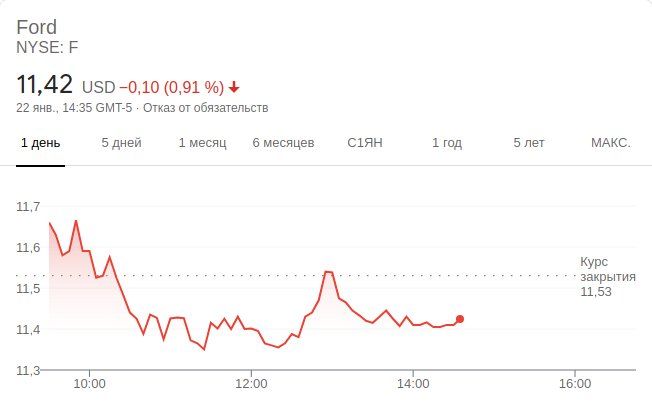 Ford
NYSE: F
11,42 USD −0,10 (0,91 %)
22 янв., 14:35 GMT-5 · Отказ от обязательств
1 день 5 дней 1 месяц 6 месяцев С1ЯН 1 год 5 лет МАКС.
11,7
11,6
Курс
закрытия
11,53
11,5
11,4
11,3
10:00 12:00 14:00 16:00